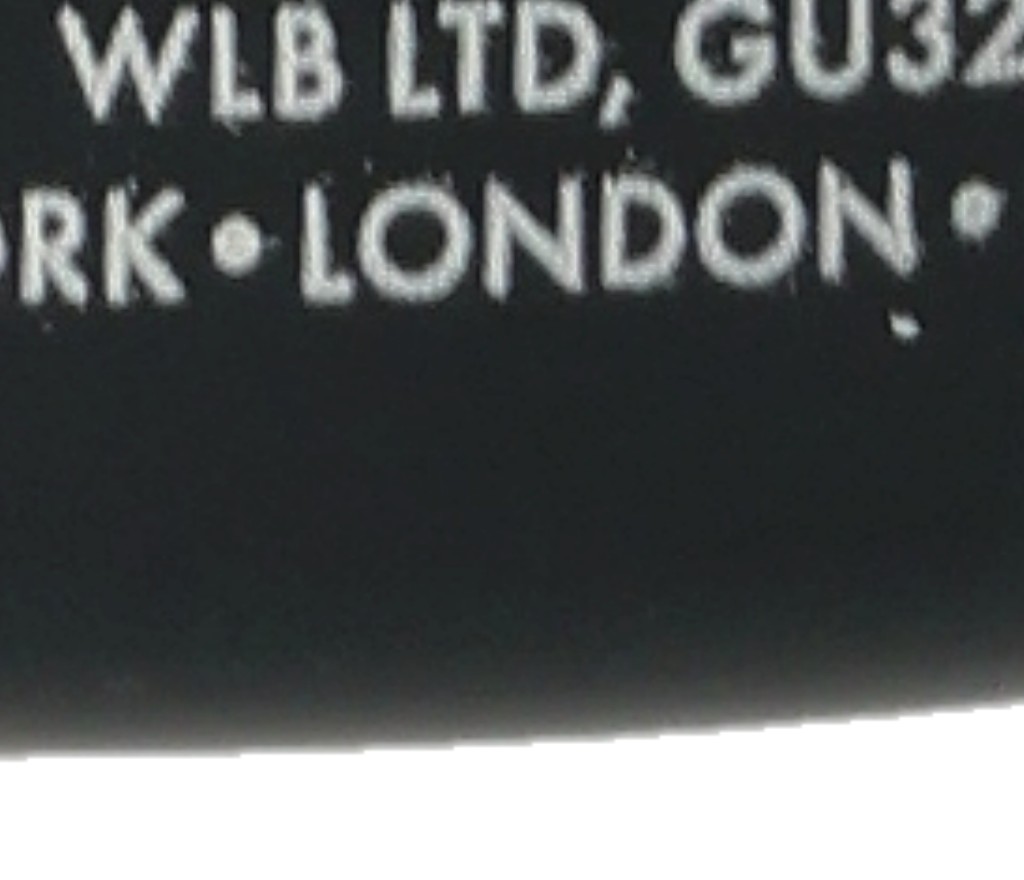 WLB LTD, GU32
RK • LONDON •